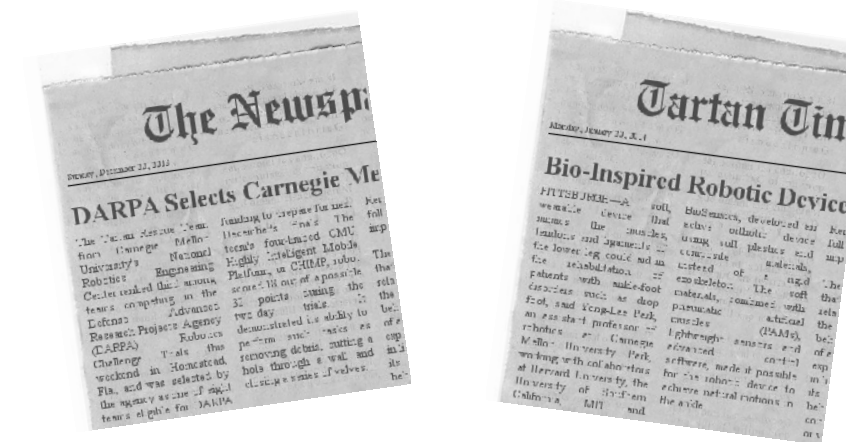 The Newsp
DARPA Selects Carnegie Me
The Tartan Rescue Team
from Carnegie Mellon
University's National
Robotics Engineering
Center ranked third among
teams competing in the
Defense Advanced
Research Projects Agency
(DARPA) Robotics
Challenge Trials this
weekend in Homestead,
Fla., and was selected by
the agency as one of eight
teams eligible for DARPA
funding to prepare for next
December's Finals. The
team's four-limbed CMU
Highly Intelligent Mobile
Platform, or CHIMP, robot
scored 18 out of a possible
32 points during the
two-day trials. It
demonstrated its ability to
perform such tasks as
removing debris, cutting a
hole through a wall and
closing a series of valves.
Tartan Tim
Bio-Inspired Robotic Device
PITTSBURGH—A soft,
wearable device that
mimics the muscles,
tendons and ligaments of
the lower leg could aid in
the rehabilitation of
patients with ankle-foot
disorders such as drop
foot, said Yong-Lae Park,
an assistant professor of
robotics at Carnegie
Mellon University. Park,
working with collaborators
at Harvard University, the
University of Southern
California, MIT and
BioSensics, developed an
active orthotic device
using soft plastics and
composite materials,
instead of a rigid
exoskeleton. The soft
materials, combined with
pneumatic artificial
muscles (PAMs),
lightweight sensors and
advanced control
software, made it possible
for the robotic device to
achieve natural motions in
the ankle.